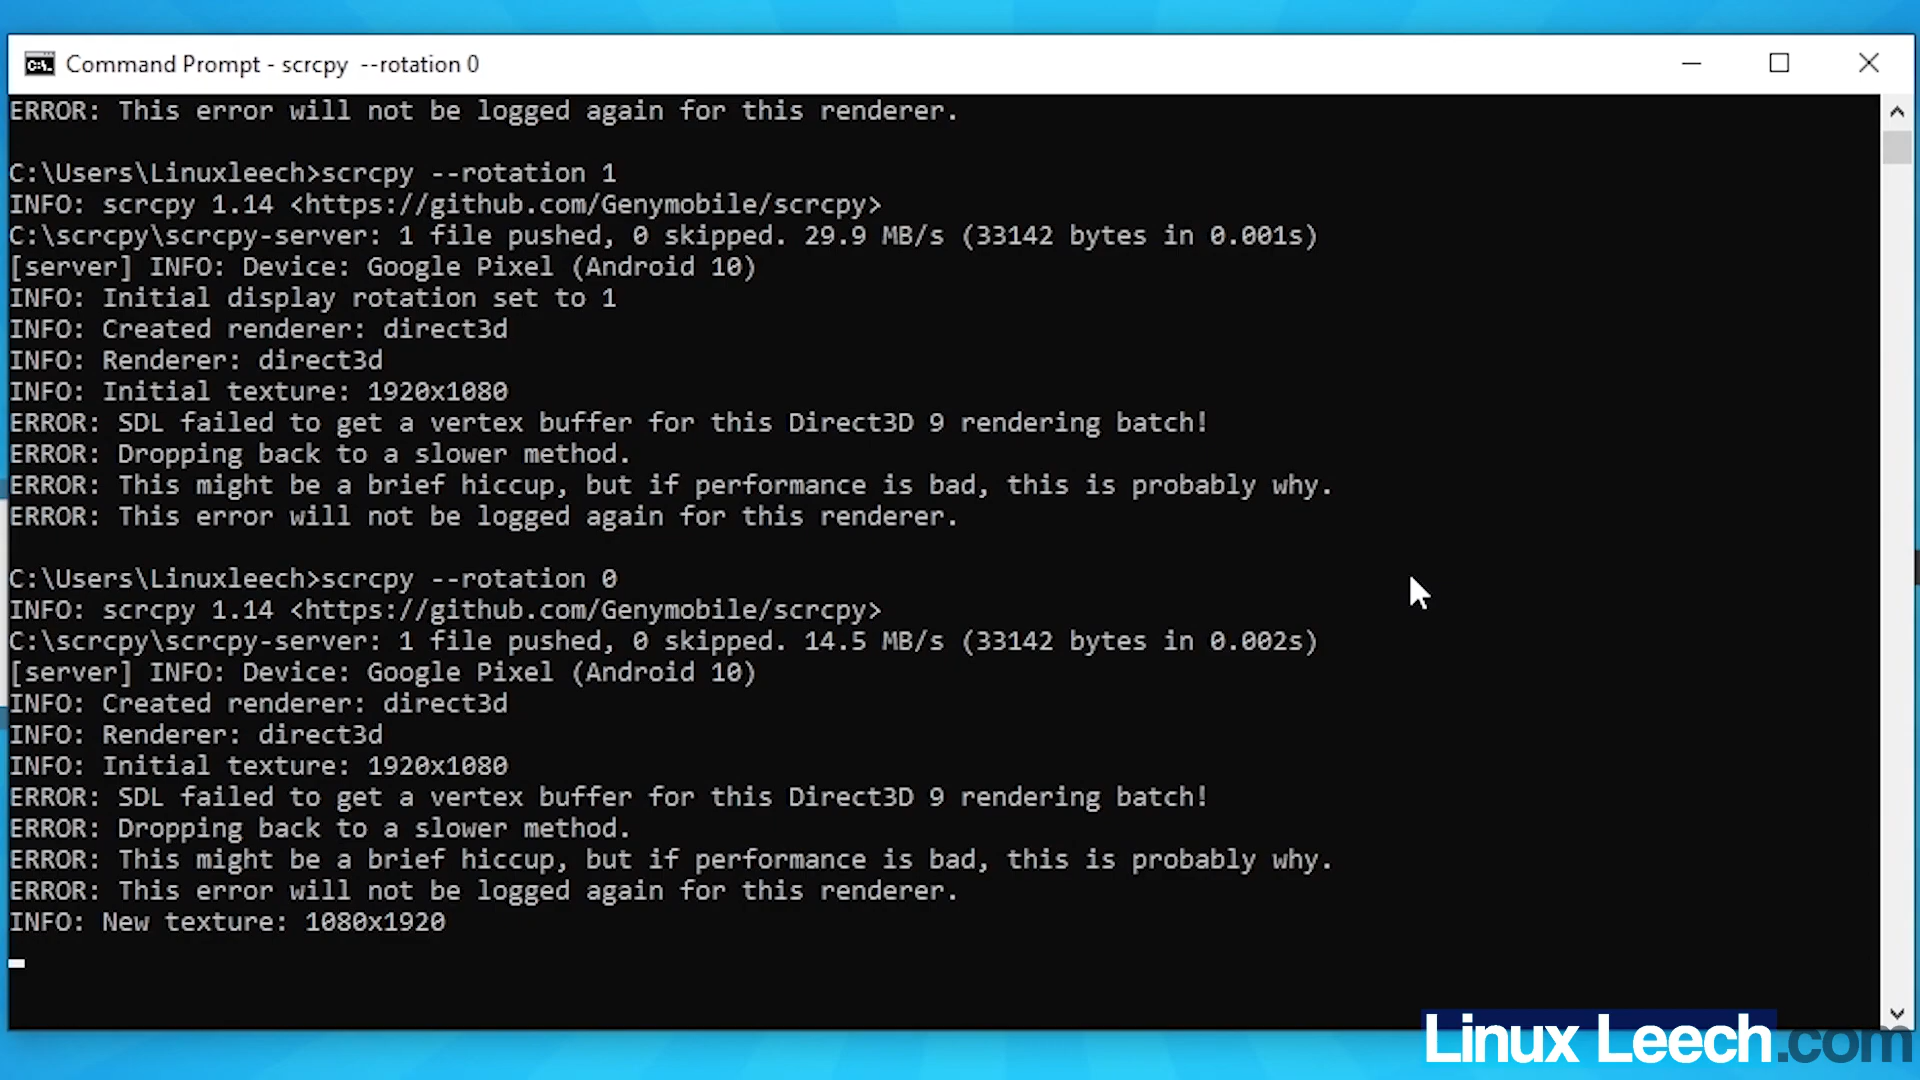 Command Prompt - scrcpy  --rotation 0
ERROR: This error will not be logged again for this renderer.
C:\Users\Linuxleech>scrcpy --rotation 1
INFO: scrcpy 1.14 <https://github.com/Genymobile/scrcpy>
C:\scrcpy\scrcpy-server: 1 file pushed, 0 skipped. 29.9 MB/s (33142 bytes in 0.001s)
[server] INFO: Device: Google Pixel (Android 10)
INFO: Initial display rotation set to 1
INFO: Created renderer: direct3d
INFO: Renderer: direct3d
INFO: Initial texture: 1920x1080
ERROR: SDL failed to get a vertex buffer for this Direct3D 9 rendering batch!
ERROR: Dropping back to a slower method.
ERROR: This might be a brief hiccup, but if performance is bad, this is probably why.
ERROR: This error will not be logged again for this renderer.
C:\Users\Linuxleech>scrcpy --rotation 0
INFO: scrcpy 1.14 <https://github.com/Genymobile/scrcpy>
C:\scrcpy\scrcpy-server: 1 file pushed, 0 skipped. 14.5 MB/s (33142 bytes in 0.002s)
[server] INFO: Device: Google Pixel (Android 10)
INFO: Created renderer: direct3d
INFO: Renderer: direct3d
INFO: Initial texture: 1920x1080
ERROR: SDL failed to get a vertex buffer for this Direct3D 9 rendering batch!
ERROR: Dropping back to a slower method.
ERROR: This might be a brief hiccup, but if performance is bad, this is probably why.
ERROR: This error will not be logged again for this renderer.
INFO: New texture: 1080x1920
Linux Leech.com